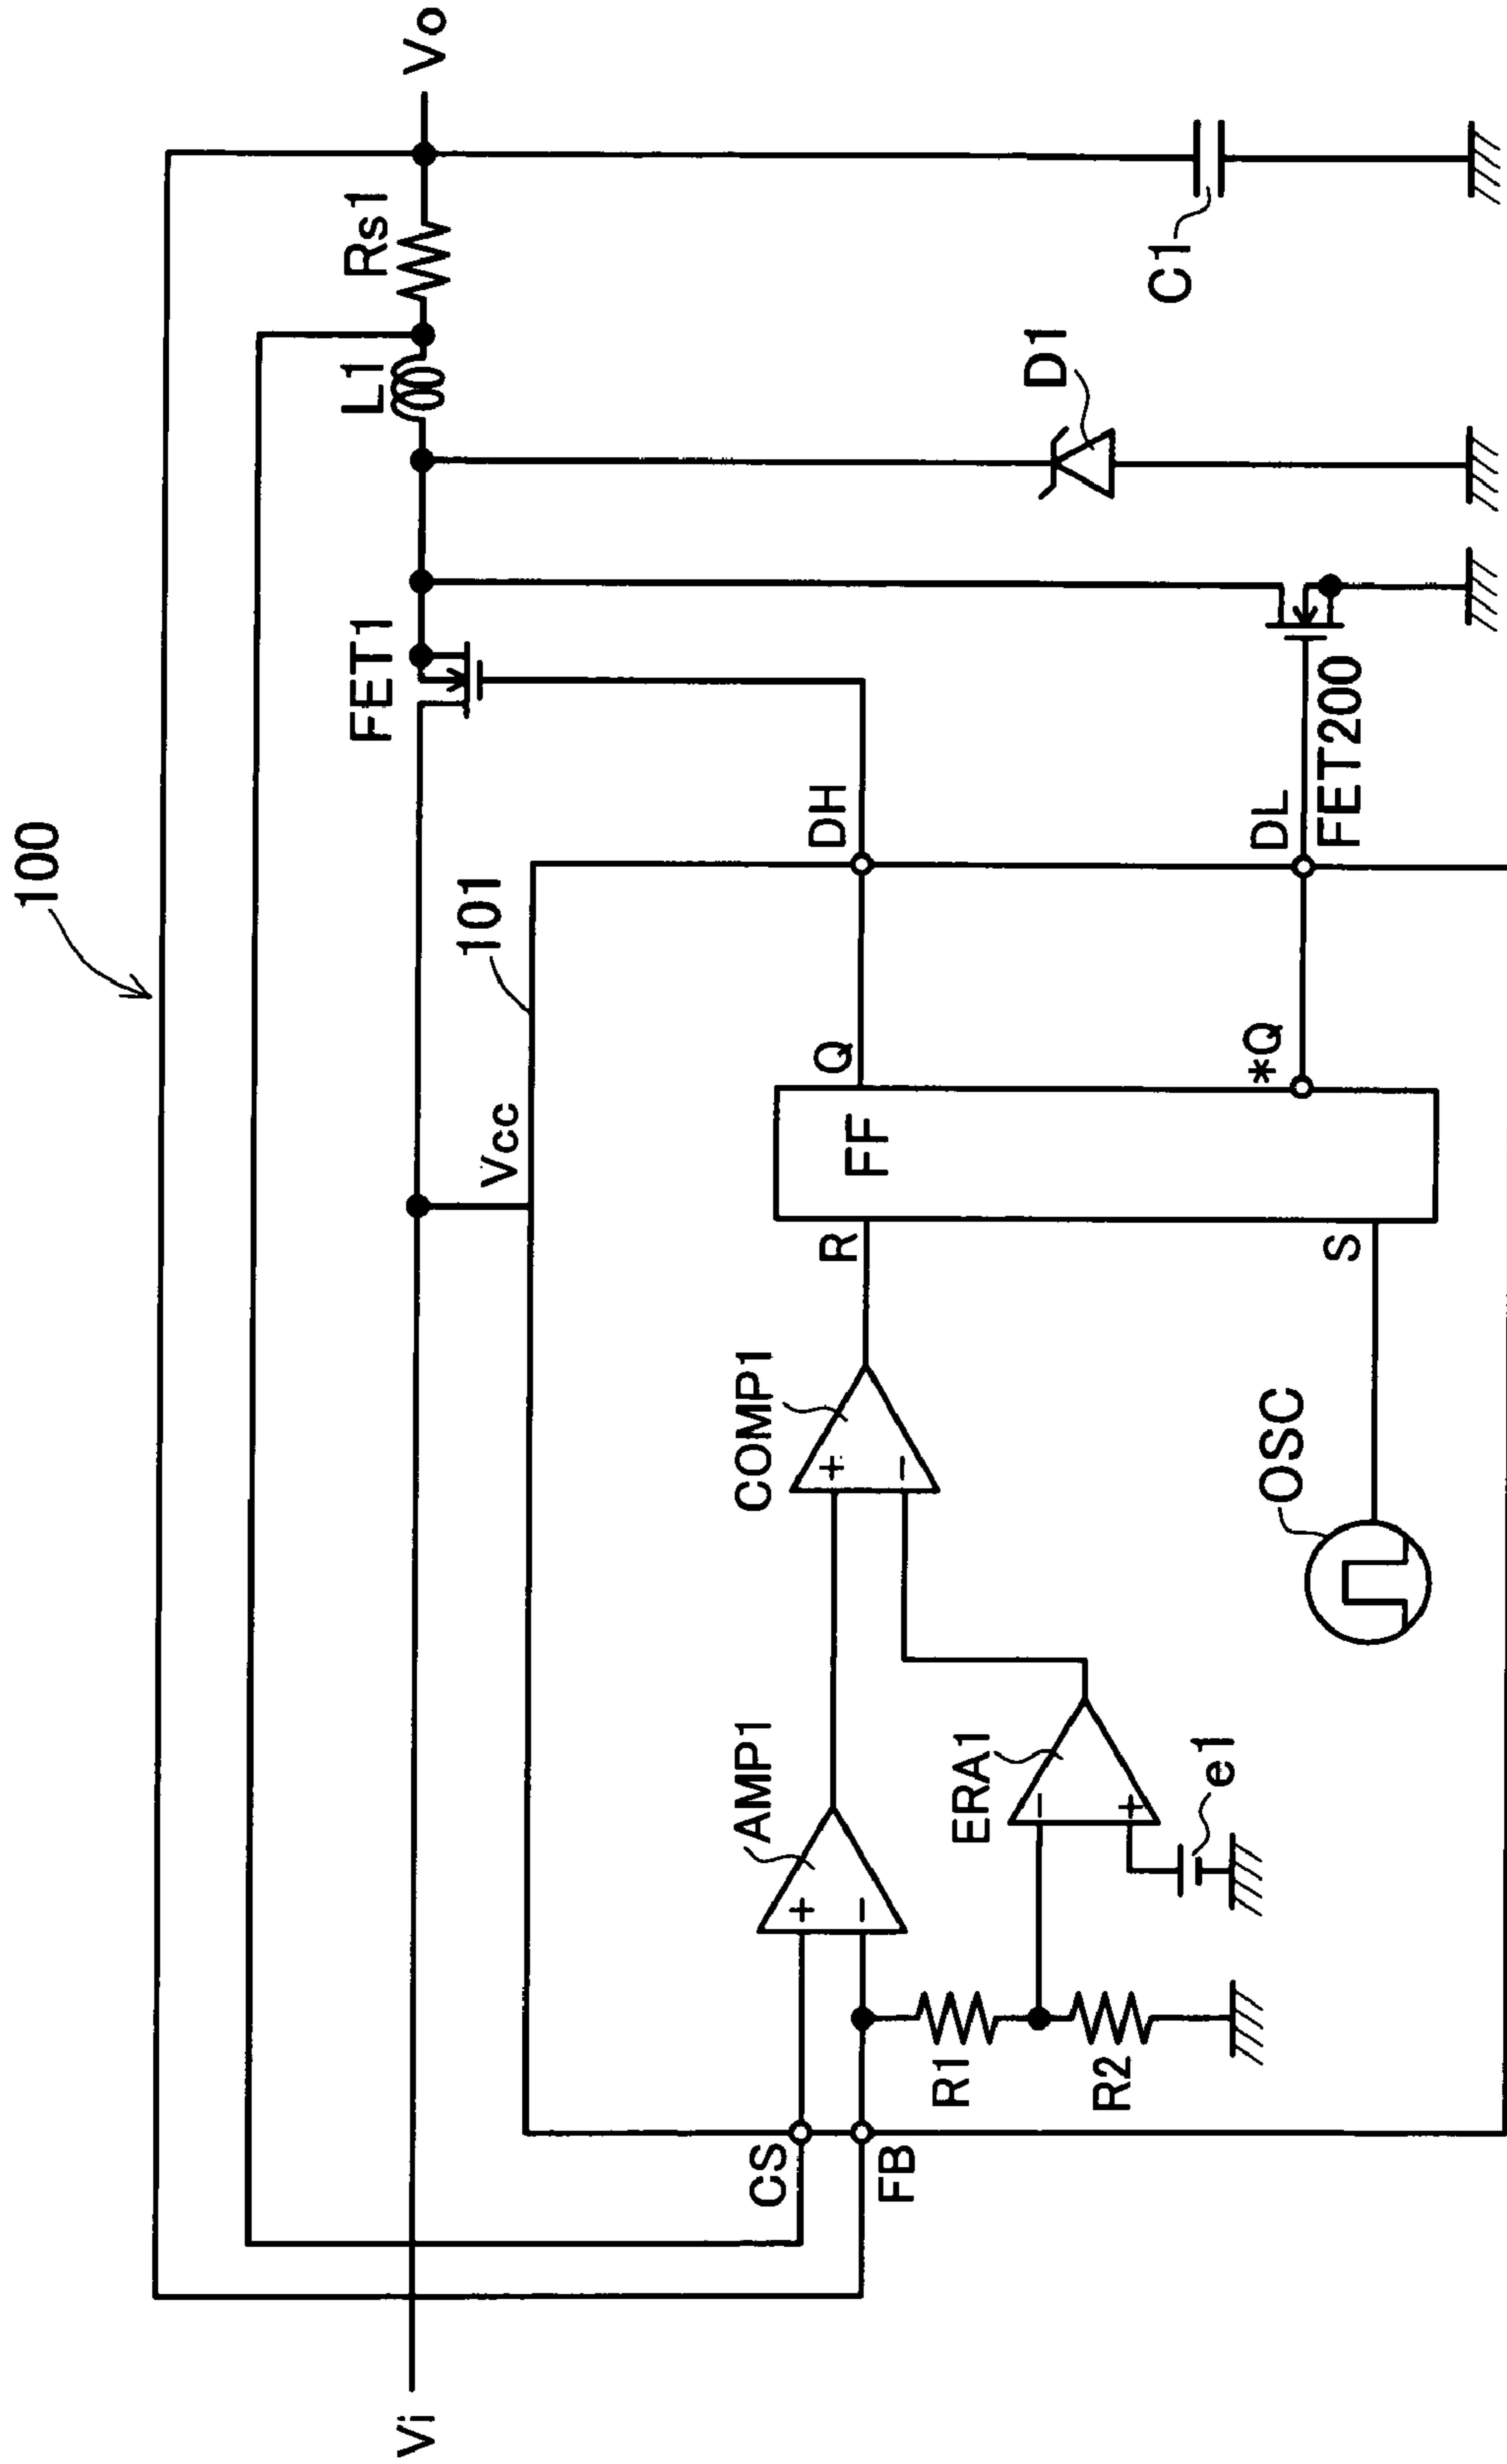 100
Vi
Vo
FET1
L1
Rs1
Vcc
101
CS
FB
AMP1
+
−
COMP1
+
−
R
Q
FF
DH
R1
R2
ERA1
−
+
e1
OSC
S
*Q
DL
FET200
D1
C1